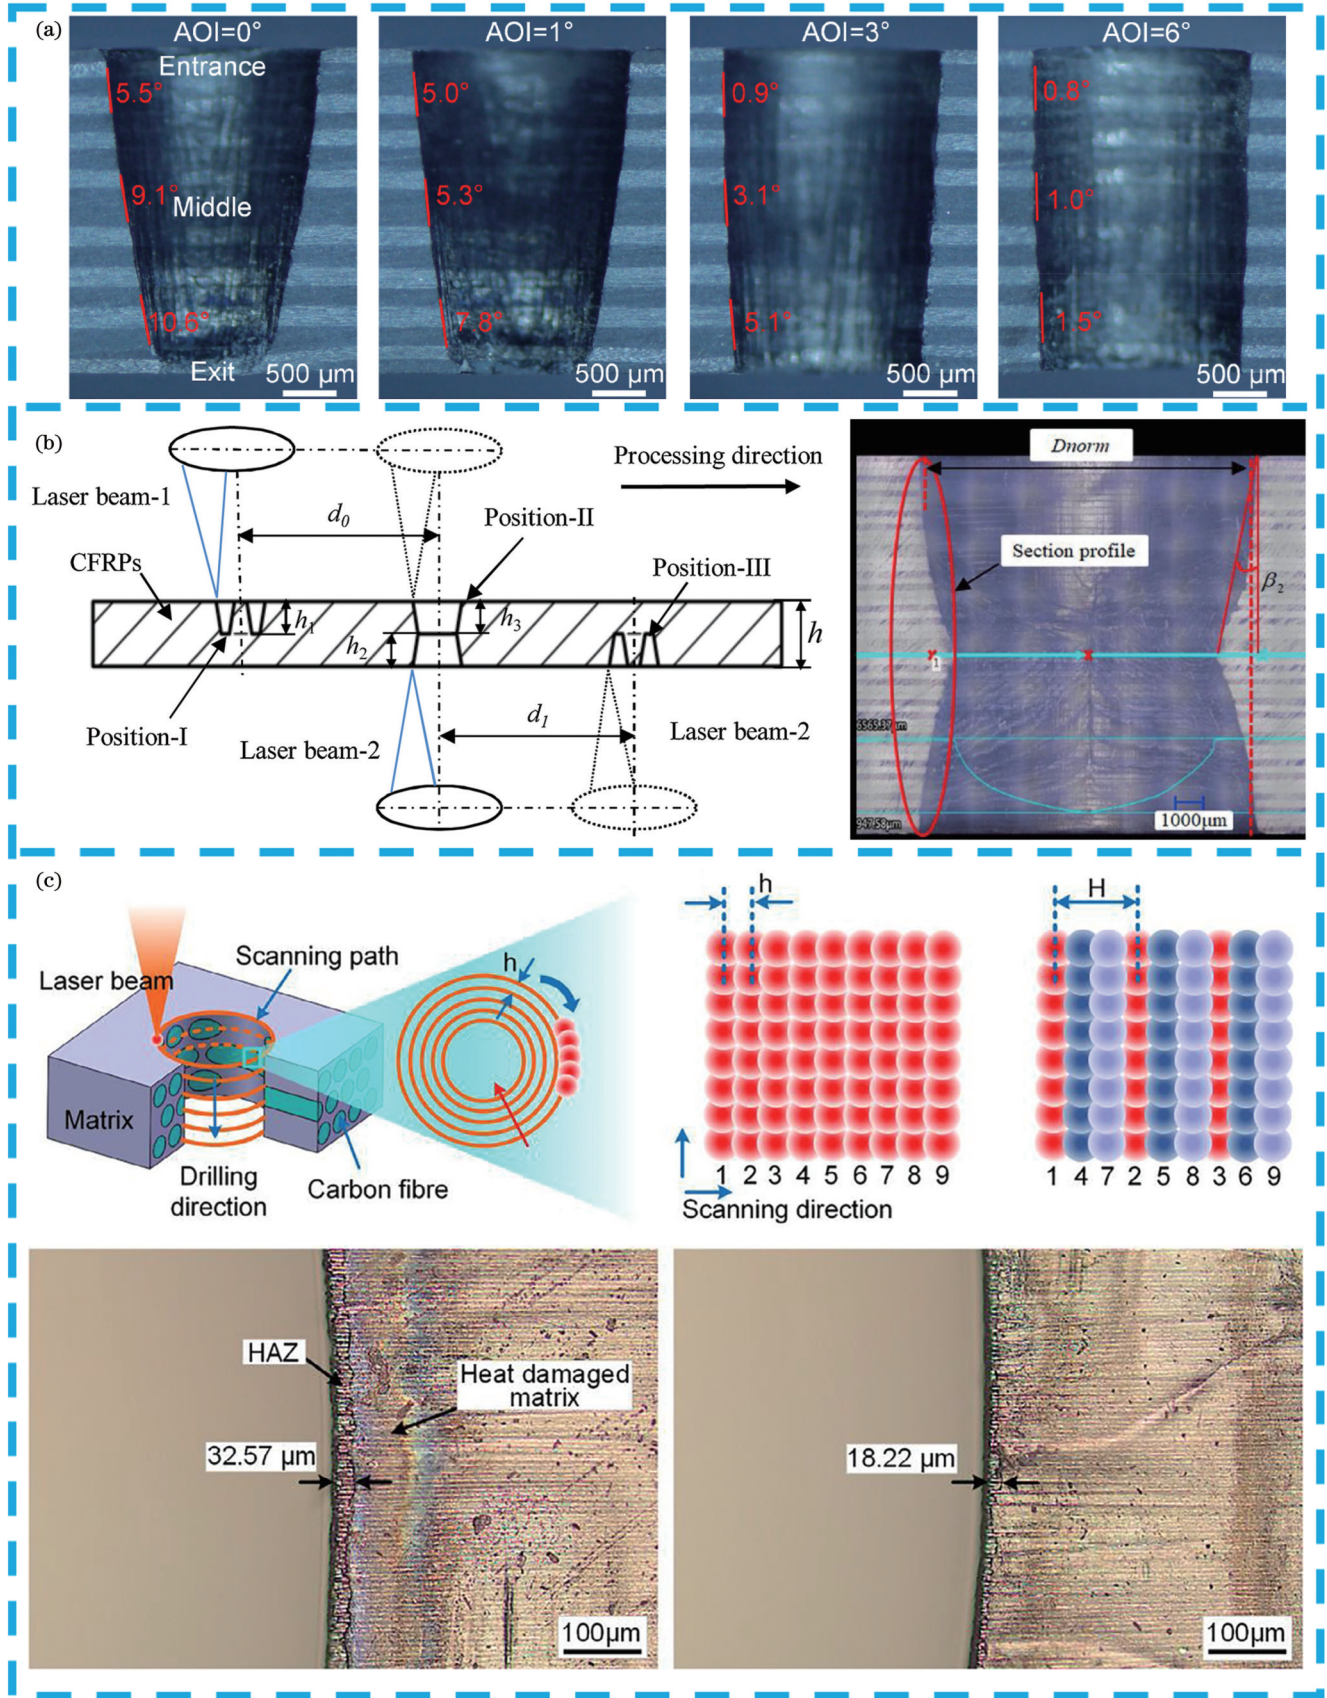 (a)
AOI=0°
Entrance
5.5°
9.1°
Middle
10.6°
Exit
500 μm
AOI=1°
5.0°
5.3°
7.8°
500 μm
AOI=3°
0.9°
3.1°
5.1°
500 μm
AOI=6°
0.8°
1.0°
1.5°
500 μm
(b)
Laser beam-1
Processing direction
d0
Position-II
CFRPs
Position-III
h1
h3
h2
h
Position-I
d1
Laser beam-2
Laser beam-2
Dnorm
Section profile
β2
1
6565.37μm
947.58μm
1000μm
(c)
Laser beam
Scanning path
h
Matrix
Drilling
direction
Carbon fibre
h
1 2 3 4 5 6 7 8 9
Scanning direction
H
1 4 7 2 5 8 3 6 9
HAZ
Heat damaged
matrix
32.57 μm
100μm
18.22 μm
100μm